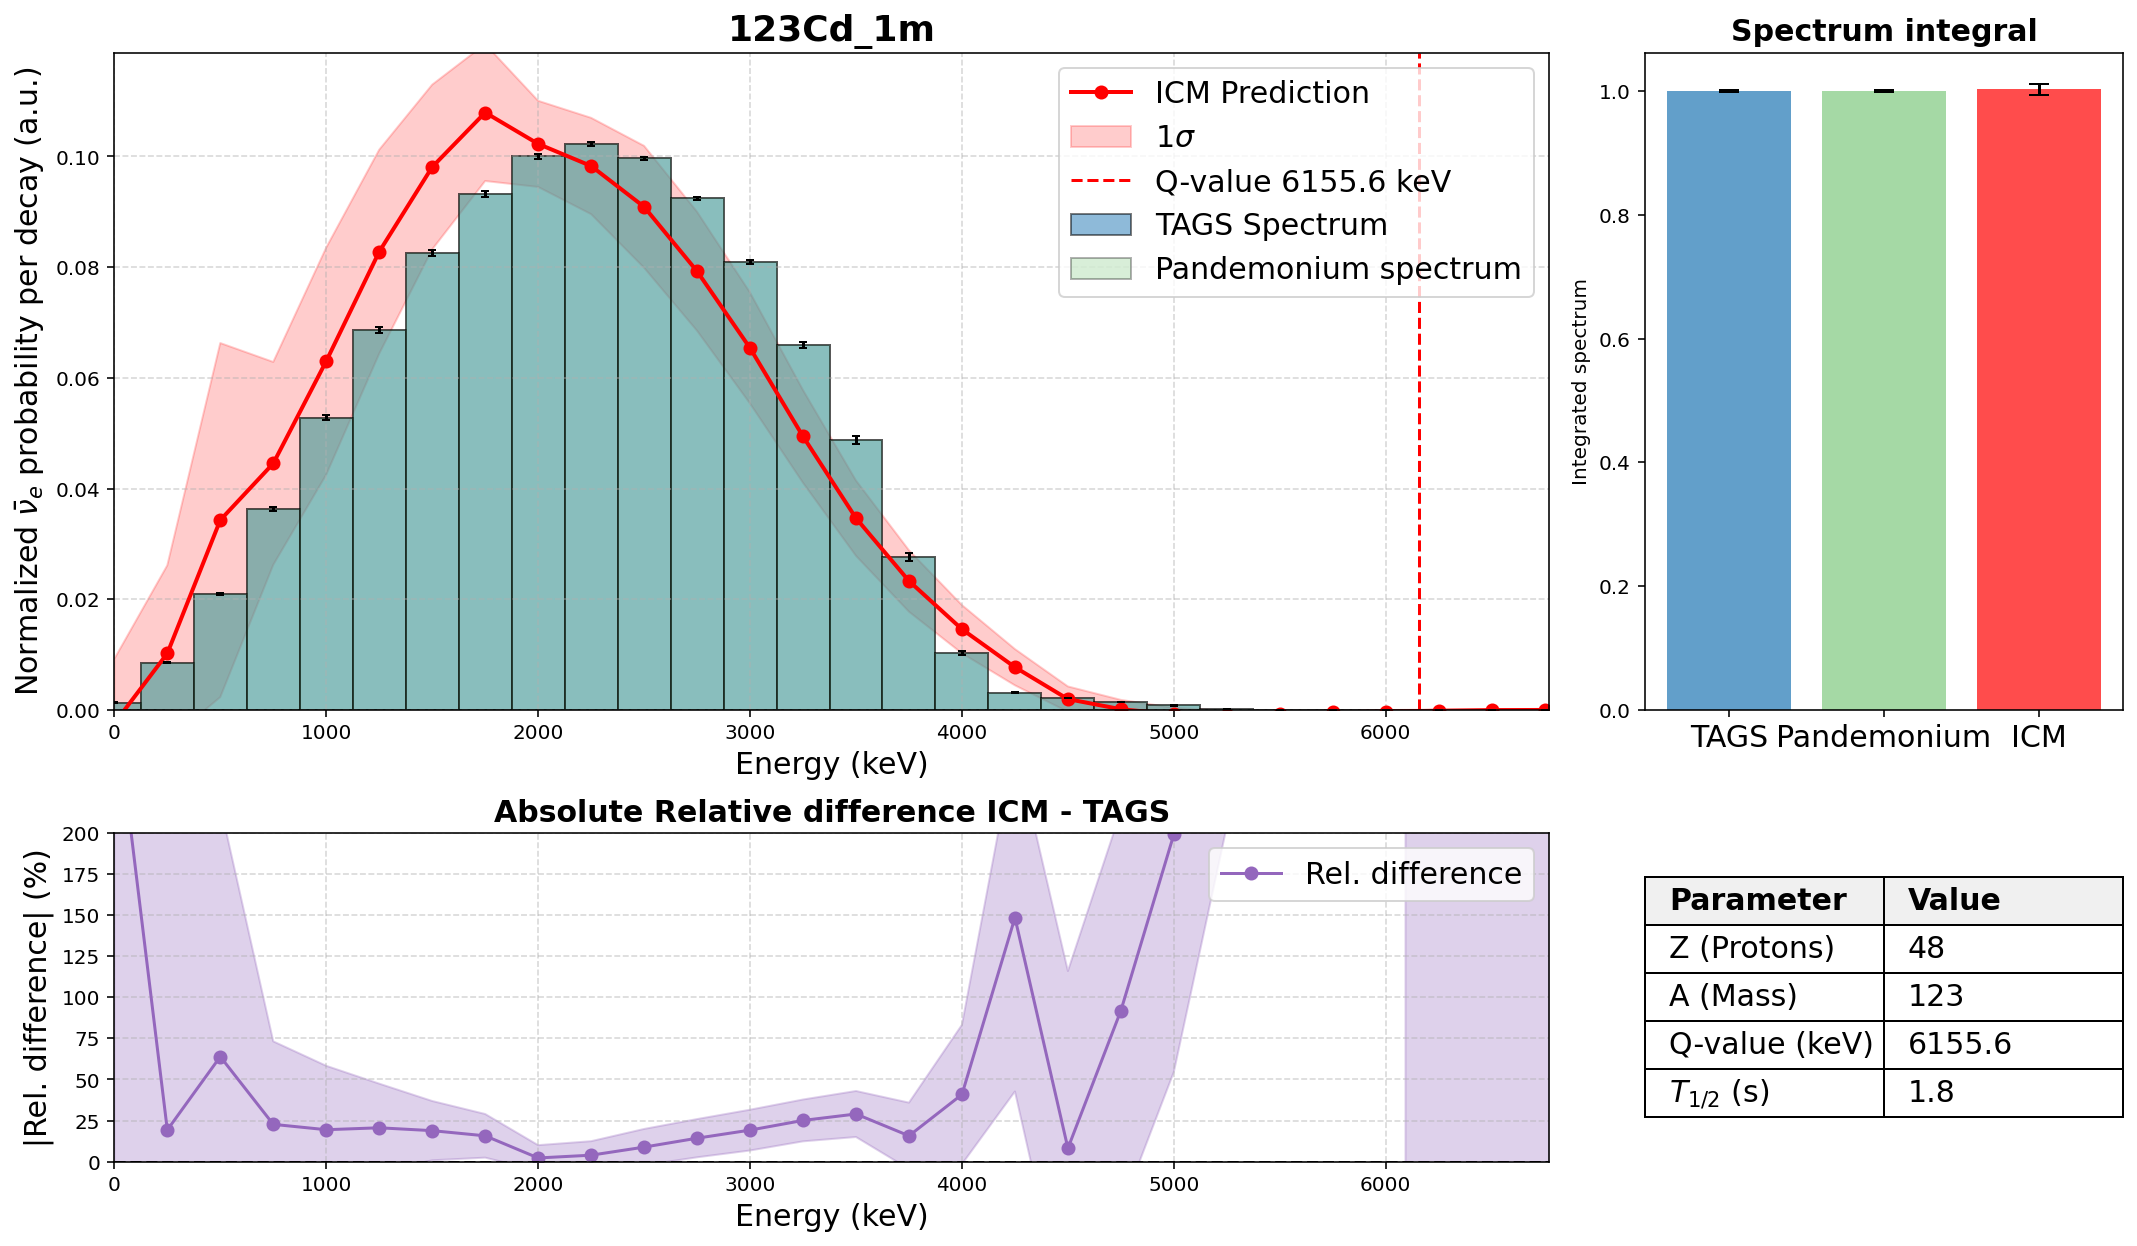 123Cd_1m
Normalized ν̄ₑ probability per decay (a.u.)
0.10
0.08
0.06
0.04
0.02
0.00
0 1000 2000 3000 4000 5000 6000
Energy (keV)
ICM Prediction
1σ
Q-value 6155.6 keV
TAGS Spectrum
Pandemonium spectrum
Spectrum integral
Integrated spectrum
1.0
0.8
0.6
0.4
0.2
0.0
TAGS Pandemonium ICM
Absolute Relative difference ICM - TAGS
|Rel. difference| (%)
200
175
150
125
100
75
50
25
0
0 1000 2000 3000 4000 5000 6000
Energy (keV)
Rel. difference
Parameter Value
Z (Protons) 48
A (Mass) 123
Q-value (keV) 6155.6
T₁/₂ (s) 1.8